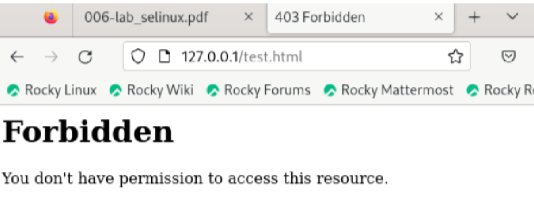 006-lab_selinux.pdf × 403 Forbidden × +
127.0.0.1/test.html
Rocky Linux Rocky Wiki Rocky Forums Rocky Mattermost Rocky R
Forbidden
You don't have permission to access this resource.